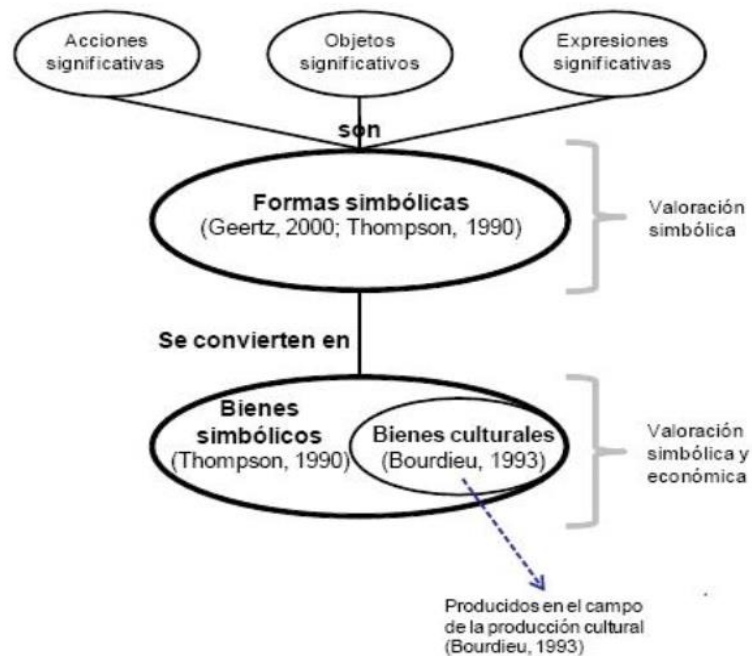 Acciones
significativas
Objetos
significativos
Expresiones
significativas
son
Formas simbólicas
(Geertz, 2000; Thompson, 1990)
Valoración
simbólica
Se convierten en
Bienes
simbólicos
(Thompson, 1990)
Bienes culturales
(Bourdieu, 1993)
Valoración
simbólica y
económica
Producidos en el campo
de la producción cultural
(Bourdieu, 1993)